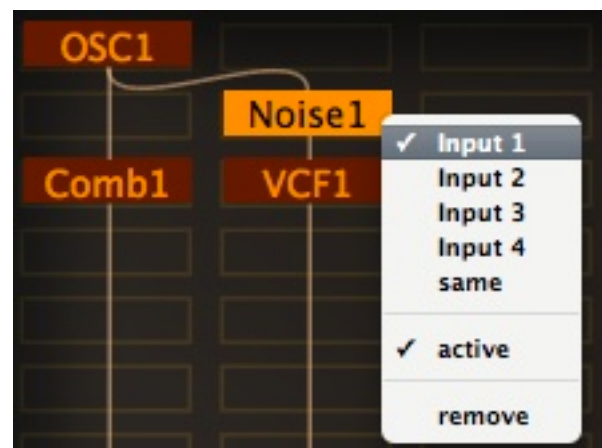 OSC1
Noise1
Comb1
VCF1
✓ Input 1
Input 2
Input 3
Input 4
same
✓ active
remove